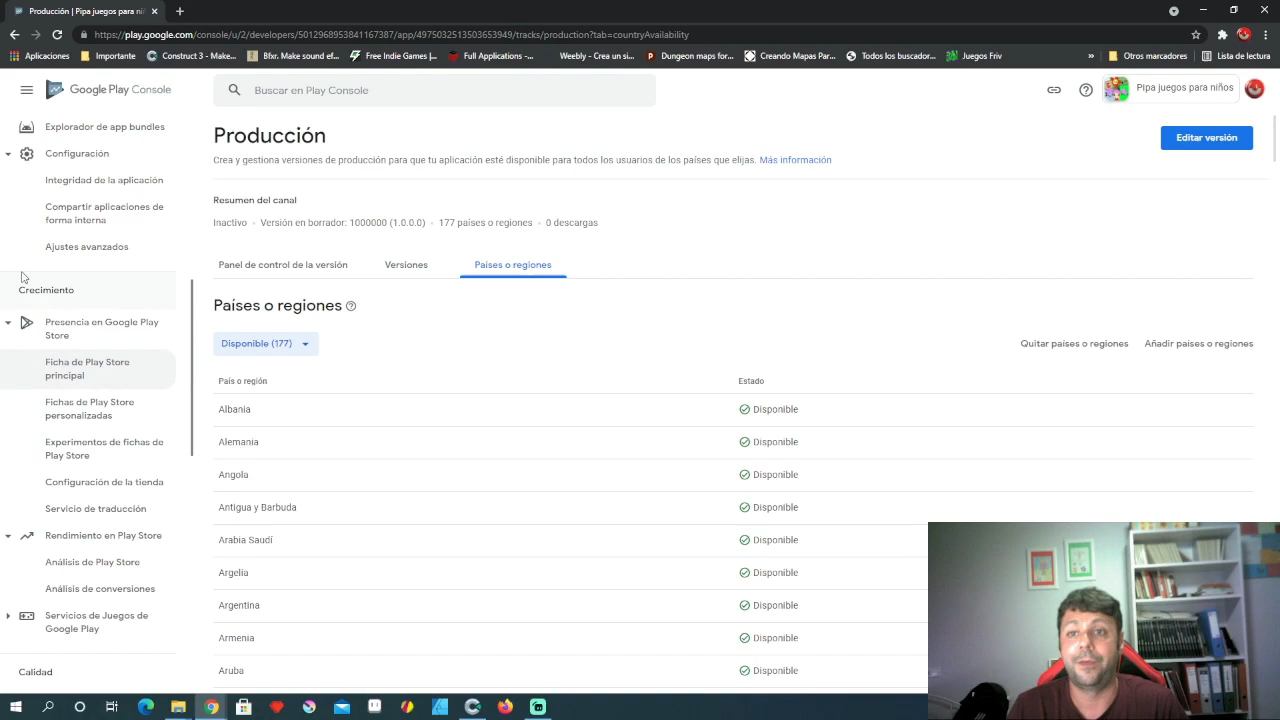 Producción | Pipa juegos para ni
https://play.google.com/console/u/2/developers/5012968953841167387/app/4975032513503653949/tracks/production?tab=countryAvailability
Aplicaciones
Coming Soon
Construct 3 - Make...
Free Indie Games |...
Full Applications -...
Weebly - Crea un si...
Dungeon maps for...
Creando Mapas Par...
Todos los recursos...
Juegos Friv
»
Otros marcadores
Lista de lectura
Google Play Console
Buscar en Play Console
Pipa juegos para niños
Explorador de app bundles
Configuración
Integridad de la aplicación
Compartir aplicaciones de
forma interna
Ajustes avanzados
Crecimiento
Presencia en Google Play
Store
Ficha de Play Store
principal
Fichas de Play Store
personalizadas
Experimentos de fichas de
Play Store
Configuración de la tienda
Servicio de traducción
Rendimiento en Play Store
Análisis de Play Store
Análisis de conversiones
Servicios de Juegos de
Google Play
Calidad
Producción
Editar versión
Crea y gestiona versiones de producción para que tu aplicación esté disponible para todos los usuarios de los países que elijas. Más información
Resumen del canal
Inactivo • Versión en borrador: 1000000 (1.0.0.0) • 177 países o regiones • 0 descargas
Panel de control de la versión
Versiones
Países o regiones
Países o regiones
Disponible (177)
Quitar países o regiones
Añadir países o regiones
País o región
Estado
Albania
Disponible
Alemania
Disponible
Angola
Disponible
Antigua y Barbuda
Disponible
Arabia Saudí
Disponible
Argelia
Disponible
Argentina
Disponible
Armenia
Disponible
Aruba
Disponible